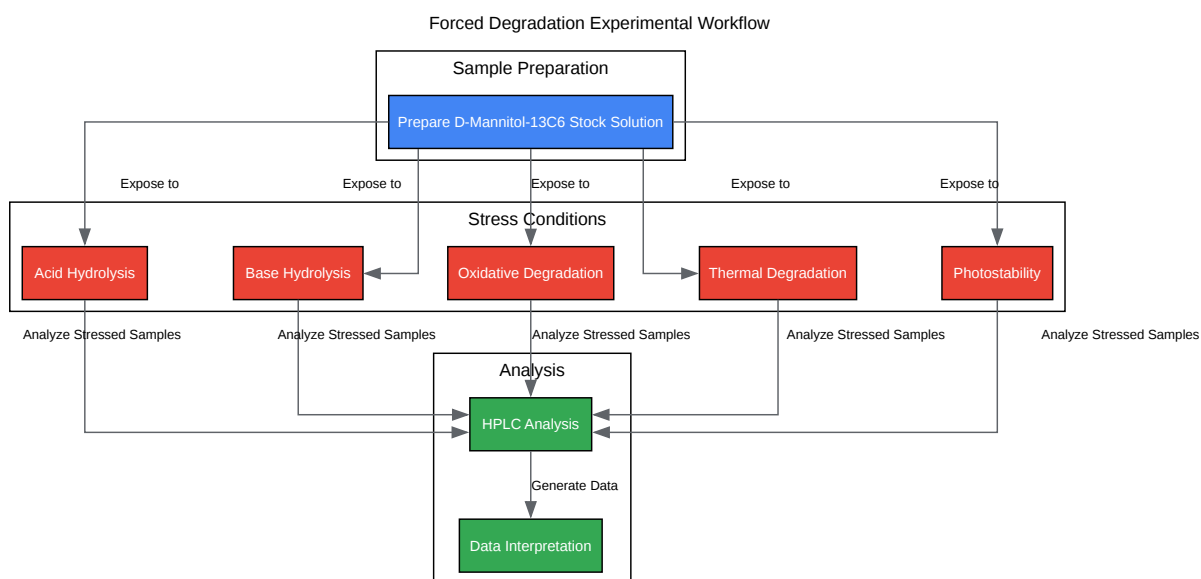 Forced Degradation Experimental Workflow
Sample Preparation
Prepare D-Mannitol-13C6 Stock Solution
Expose to
Expose to
Expose to
Expose to
Expose to
Stress Conditions
Acid Hydrolysis
Base Hydrolysis
Oxidative Degradation
Thermal Degradation
Photostability
Analyze Stressed Samples
Analyze Stressed Samples
Analyze Stressed Samples
Analyze Stressed Samples
Analyze Stressed Samples
Analysis
HPLC Analysis
Generate Data
Data Interpretation